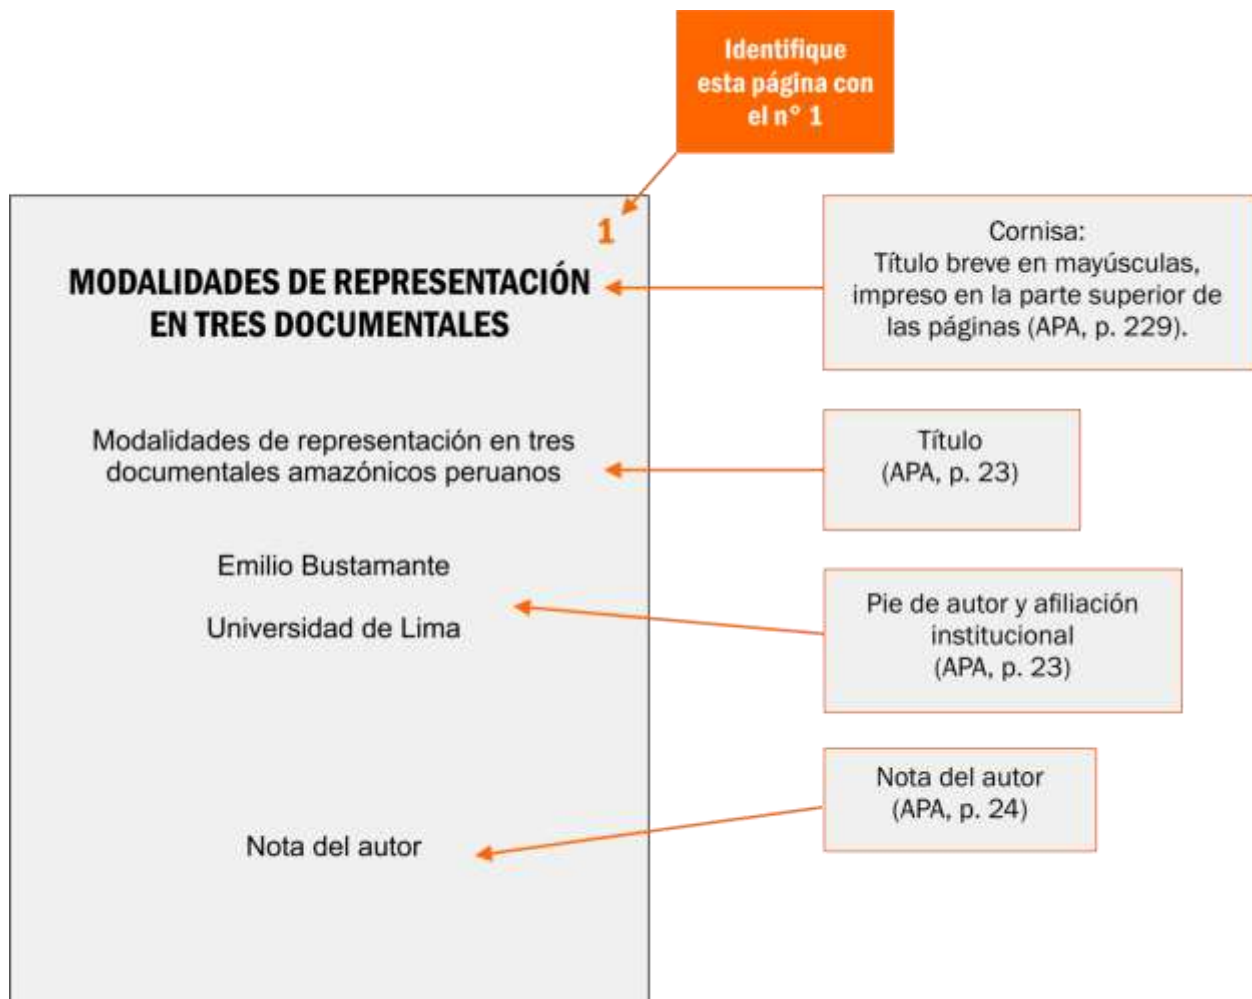 Identifique
esta página con
el n° 1
1
MODALIDADES DE REPRESENTACIÓN
EN TRES DOCUMENTALES
Cornisa:
Título breve en mayúsculas,
impreso en la parte superior de
las páginas (APA, p. 229).
Modalidades de representación en tres
documentales amazónicos peruanos
Título
(APA, p. 23)
Emilio Bustamante
Universidad de Lima
Pie de autor y afiliación
institucional
(APA, p. 23)
Nota del autor
Nota del autor
(APA, p. 24)